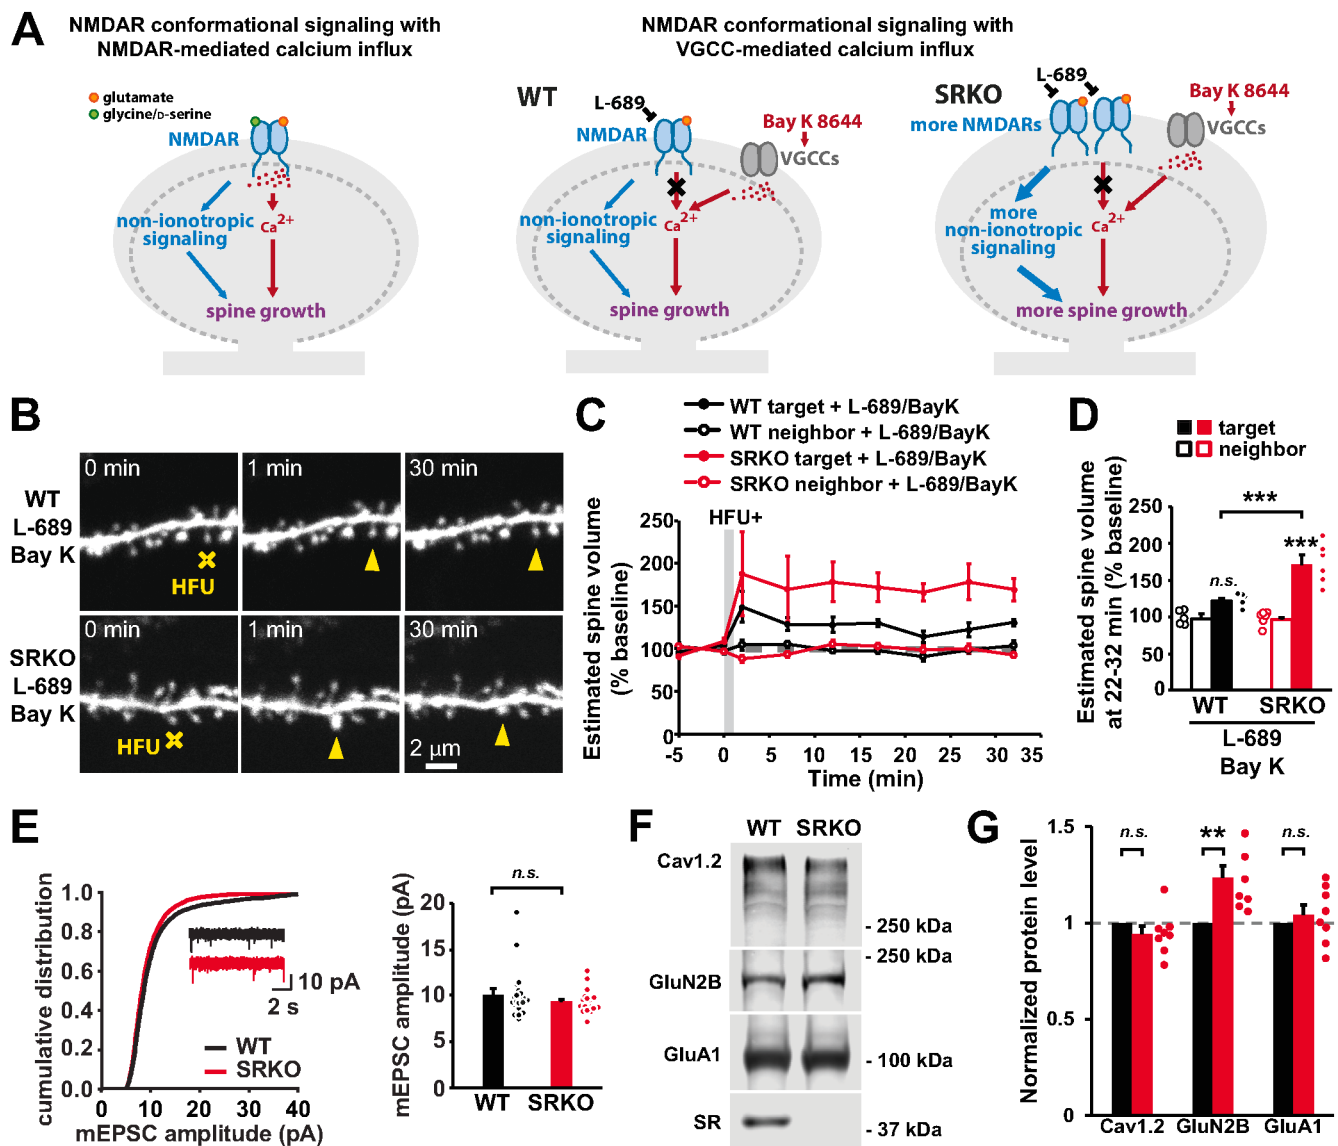 A
NMDAR conformational signaling with
NMDAR-mediated calcium influx
NMDAR conformational signaling with
VGCC-mediated calcium influx
glutamate
glycine/D-serine
NMDAR
non-ionotropic
signaling
Ca2+
spine growth
WT
L-689
NMDAR
Bay K 8644
VGCCs
non-ionotropic
signaling
Ca2+
spine growth
SRKO
more NMDARs
L-689
Bay K 8644
VGCCs
more
non-ionotropic
signaling
Ca2+
more spine growth
B
WT
L-689
Bay K
0 min
HFU
1 min
30 min
SRKO
L-689
Bay K
0 min
HFU
1 min
30 min
2 µm
C
WT target + L-689/BayK
WT neighbor + L-689/BayK
SRKO target + L-689/BayK
SRKO neighbor + L-689/BayK
HFU+
Estimated spine volume
(% baseline)
250
200
150
100
50
0
-5 0 5 10 15 20 25 30 35
Time (min)
D
target
neighbor
Estimated spine volume
at 22-32 min (% baseline)
250
200
150
100
50
0
n.s.
***
***
WT SRKO
L-689
Bay K
E
cumulative distribution
1.0
0.8
0.6
0.4
0.2
0.0
0 10 20 30 40
mEPSC amplitude (pA)
10 pA
2 s
WT
SRKO
mEPSC amplitude (pA)
20
15
10
5
0
n.s.
WT SRKO
F
WT SRKO
Cav1.2
- 250 kDa
- 250 kDa
GluN2B
GluA1
- 100 kDa
SR
- 37 kDa
G
Normalized protein level
1.5
1
0.5
0
n.s.
**
n.s.
Cav1.2 GluN2B GluA1